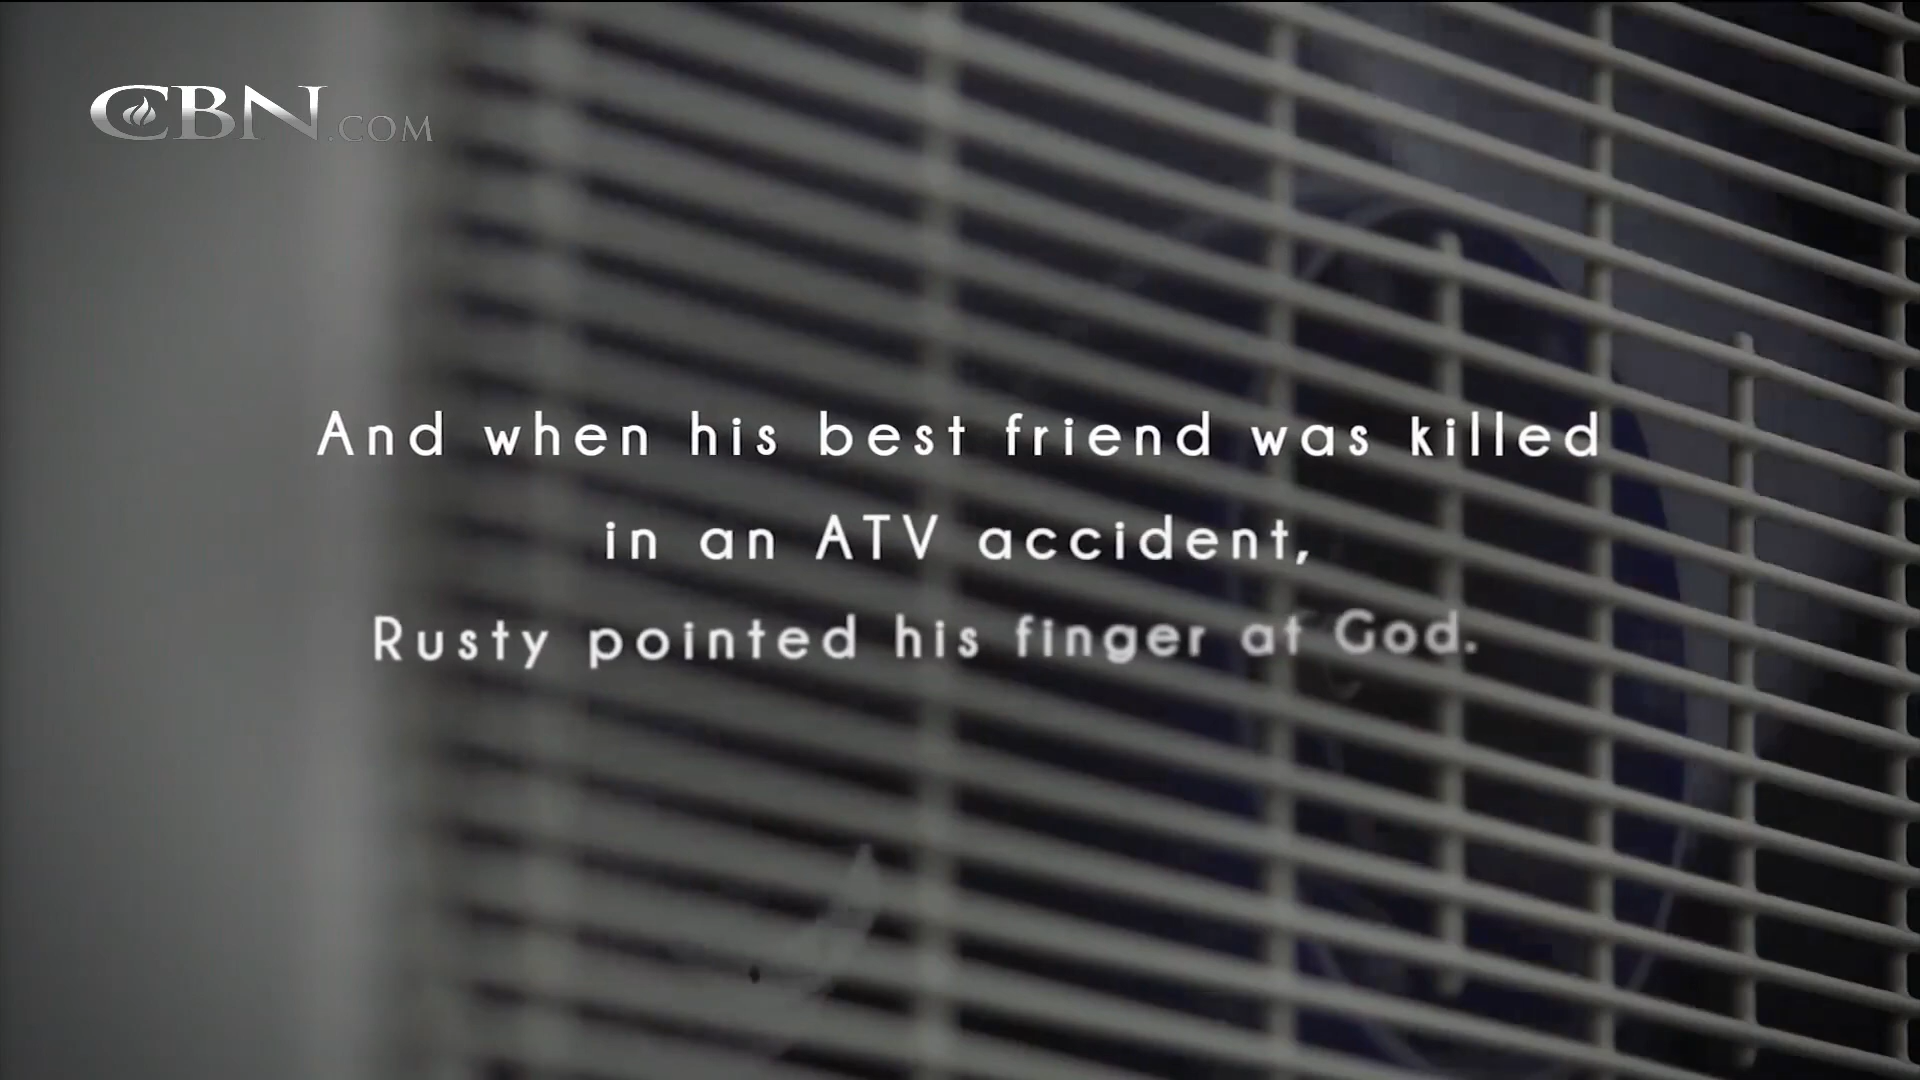 CBN.COM
And when his best friend was killed
in an ATV accident,
Rusty pointed his finger at God.